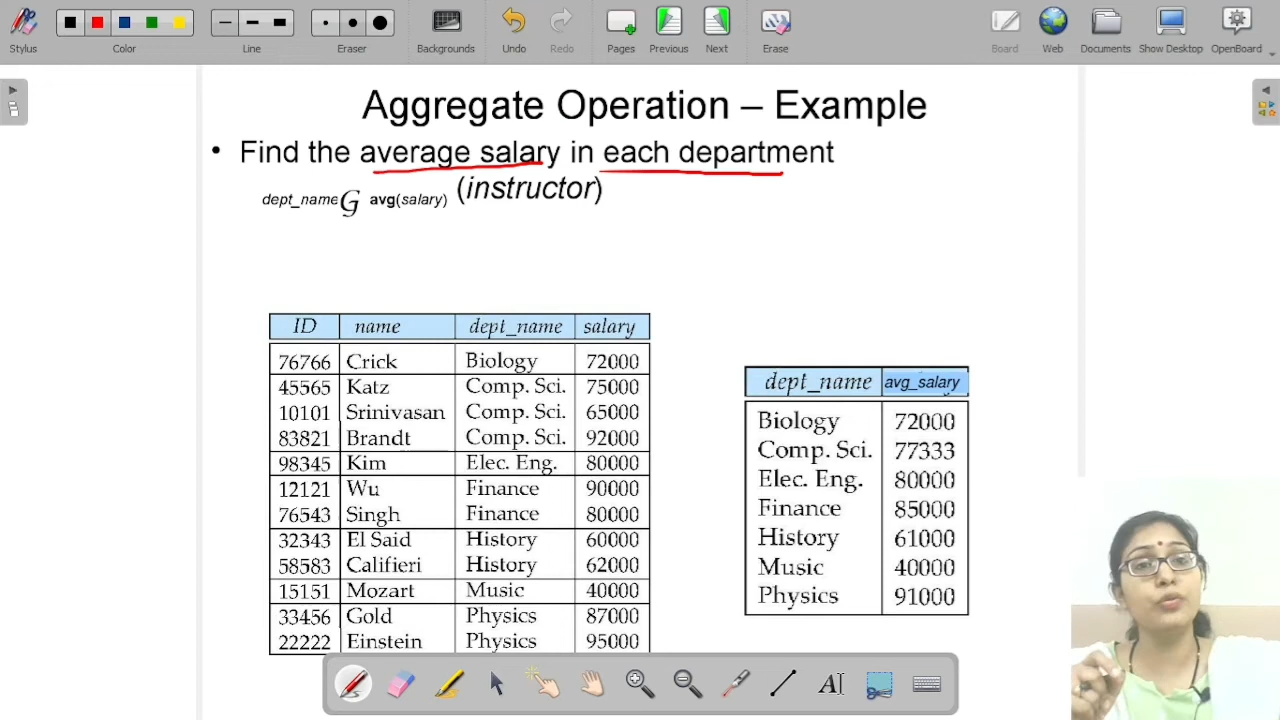 Stylus Color Line Eraser Backgrounds Undo Redo Pages Previous Next Erase Board Web Documents Show Desktop OpenBoard
Aggregate Operation – Example
• Find the average salary in each department
dept_name G avg(salary) (instructor)
ID name dept_name salary
76766 Crick Biology 72000
45565 Katz Comp. Sci. 75000
10101 Srinivasan Comp. Sci. 65000
83821 Brandt Comp. Sci. 92000
98345 Kim Elec. Eng. 80000
12121 Wu Finance 90000
76543 Singh Finance 80000
32343 El Said History 60000
58583 Califieri History 62000
15151 Mozart Music 40000
33456 Gold Physics 87000
22222 Einstein Physics 95000
dept_name avg_salary
Biology 72000
Comp. Sci. 77333
Elec. Eng. 80000
Finance 85000
History 61000
Music 40000
Physics 91000
AI